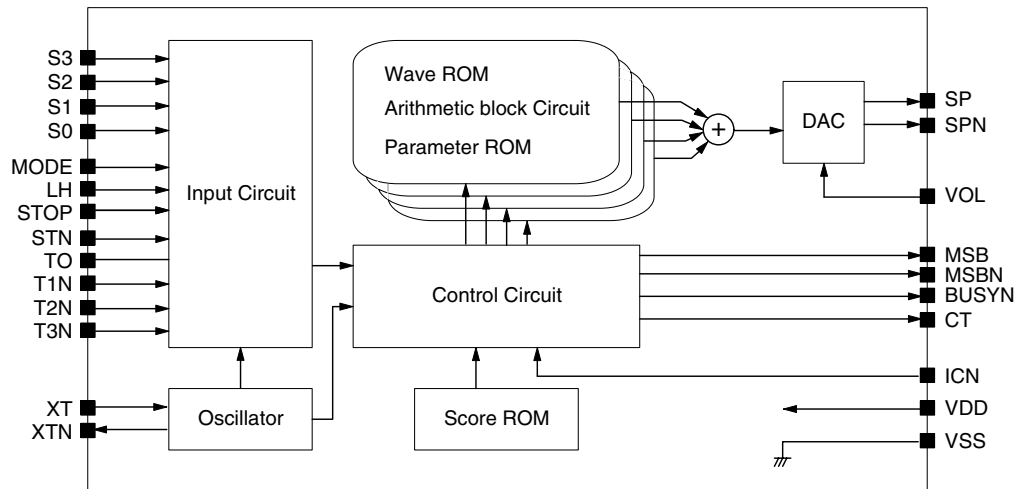 S3
S2
S1
S0
MODE
LH
STOP
STN
TO
T1N
T2N
T3N
XT
XTN
Input Circuit
Oscillator
Wave ROM
Arithmetic block Circuit
Parameter ROM
Control Circuit
Score ROM
+
DAC
SP
SPN
VOL
MSB
MSBN
BUSYN
CT
ICN
VDD
VSS